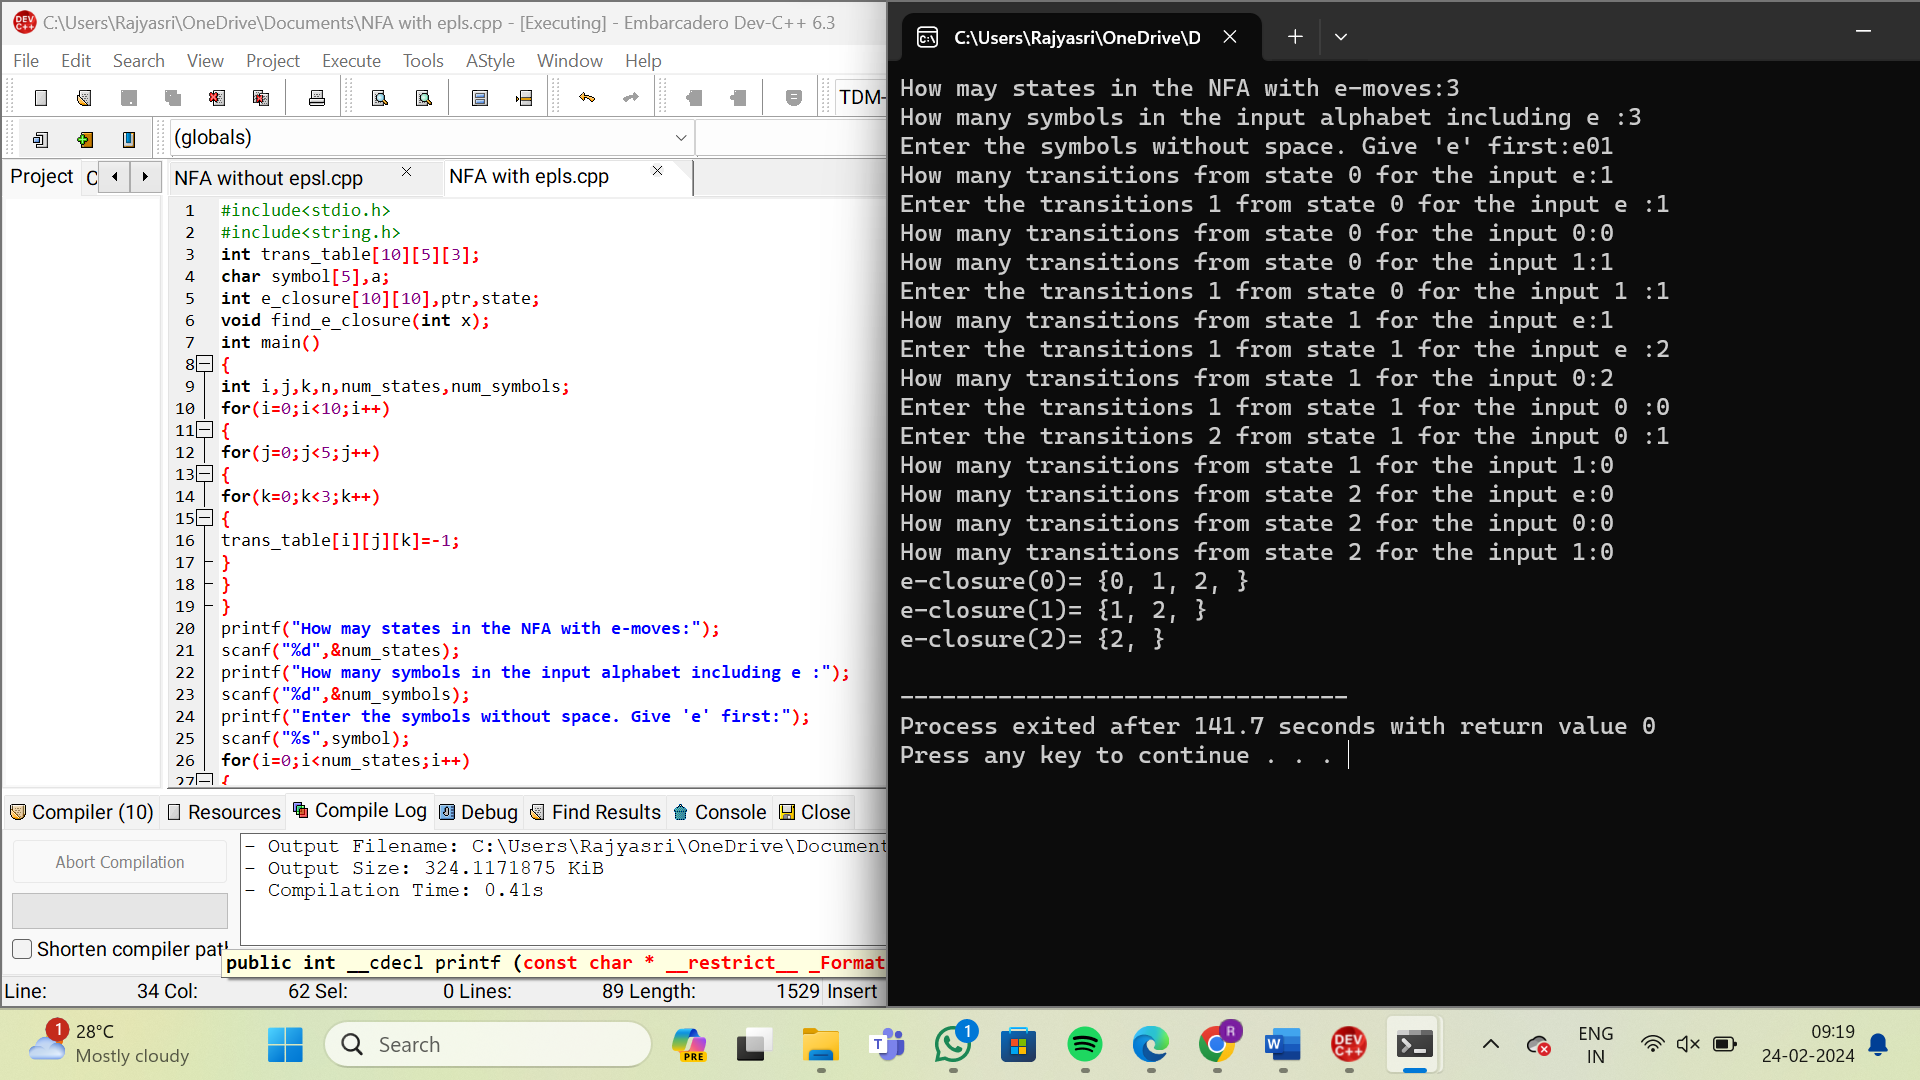 C:\Users\Rajyasri\OneDrive\Documents\NFA with epls.cpp - [Executing] - Embarcadero Dev-C++ 6.3
File Edit Search View Project Execute Tools AStyle Window Help
TDM-
(globals)
Project C
NFA without epsl.cpp
NFA with epls.cpp
1 #include<stdio.h>
2 #include<string.h>
3 int trans_table[10][5][3];
4 char symbol[5],a;
5 int e_closure[10][10],ptr,state;
6 void find_e_closure(int x);
7 int main()
8 {
9 int i,j,k,n,num_states,num_symbols;
10 for(i=0;i<10;i++)
11 {
12 for(j=0;j<5;j++)
13 {
14 for(k=0;k<3;k++)
15 {
16 trans_table[i][j][k]=-1;
17 }
18 }
19 }
20 printf("How may states in the NFA with e-moves:");
21 scanf("%d",&num_states);
22 printf("How many symbols in the input alphabet including e :");
23 scanf("%d",&num_symbols);
24 printf("Enter the symbols without space. Give 'e' first:");
25 scanf("%s",symbol);
26 for(i=0;i<num_states;i++)
27 {
Compiler (10) Resources Compile Log Debug Find Results Console Close
Abort Compilation
Shorten compiler pat
- Output Filename: C:\Users\Rajyasri\OneDrive\Document
- Output Size: 324.1171875 KiB
- Compilation Time: 0.41s
public int __cdecl printf (const char * __restrict__ _Format
Line: 34 Col: 62 Sel: 0 Lines: 89 Length: 1529 Insert
C:\Users\Rajyasri\OneDrive\D
How may states in the NFA with e-moves:3
How many symbols in the input alphabet including e :3
Enter the symbols without space. Give 'e' first:e01
How many transitions from state 0 for the input e:1
Enter the transitions 1 from state 0 for the input e :1
How many transitions from state 0 for the input 0:0
How many transitions from state 0 for the input 1:1
Enter the transitions 1 from state 0 for the input 1 :1
How many transitions from state 1 for the input e:1
Enter the transitions 1 from state 1 for the input e :2
How many transitions from state 1 for the input 0:2
Enter the transitions 1 from state 1 for the input 0 :0
Enter the transitions 2 from state 1 for the input 0 :1
How many transitions from state 1 for the input 1:0
How many transitions from state 2 for the input e:0
How many transitions from state 2 for the input 0:0
How many transitions from state 2 for the input 1:0
e-closure(0)= {0, 1, 2, }
e-closure(1)= {1, 2, }
e-closure(2)= {2, }
--------------------------------
Process exited after 141.7 seconds with return value 0
Press any key to continue . . .
1
28°C
Mostly cloudy
Search
PRE
1
R
W
DEV
C++
ENG
IN
09:19
24-02-2024